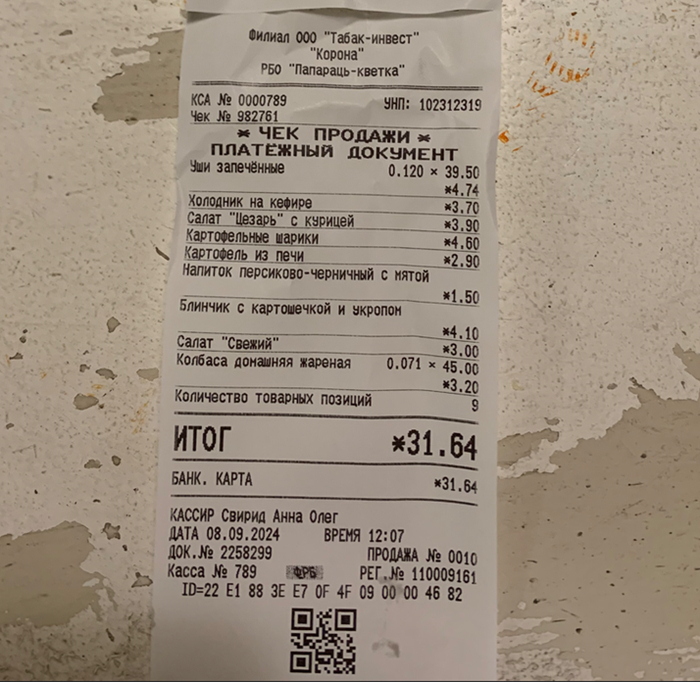 Филиал ООО "Табак-инвест"
"Корона"
РБО "Папараць-кветка"
КСА № 0000789 УНП: 102312319
Чек № 982761
* ЧЕК ПРОДАЖИ *
ПЛАТЕЖНЫЙ ДОКУМЕНТ
Уши запечённые 0.120 × 39.50
*4.74
Холодник на кефире *3.70
Салат "Цезарь" с курицей *3.90
Картофельные шарики *4.60
Картофель из печи *2.90
Напиток персиково-черничный с мятой
*1.50
Блинчик с картошечкой и укропом
*4.10
Салат "Свежий" *3.00
Колбаса домашняя жареная 0.071 × 45.00
*3.20
Количество товарных позиций 9
ИТОГ *31.64
БАНК. КАРТА *31.64
КАССИР Свирид Анна Олег
ДАТА 08.09.2024 ВРЕМЯ 12:07
ДОК.№ 2258299 ПРОДАЖА № 0010
Касса № 789 ФРБ РЕГ.№ 110009161
ID=22 E1 88 3E E7 0F 4F 09 00 00 46 82